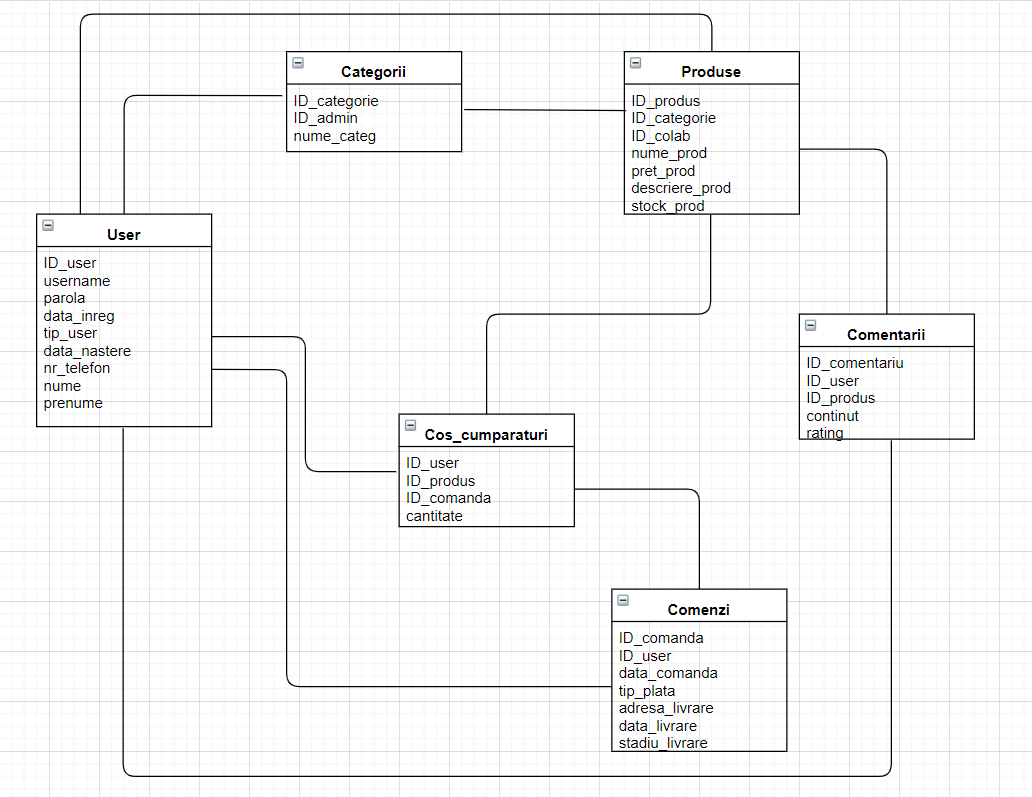 Categorii
ID_categorie
ID_admin
nume_categ
Produse
ID_produs
ID_categorie
ID_colab
nume_prod
pret_prod
descriere_prod
stock_prod
User
ID_user
username
parola
data_inreg
tip_user
data_nastere
nr_telefon
nume
prenume
Comentarii
ID_comentariu
ID_user
ID_produs
continut
rating
Cos_cumparaturi
ID_user
ID_produs
ID_comanda
cantitate
Comenzi
ID_comanda
ID_user
data_comanda
tip_plata
adresa_livrare
data_livrare
stadiu_livrare